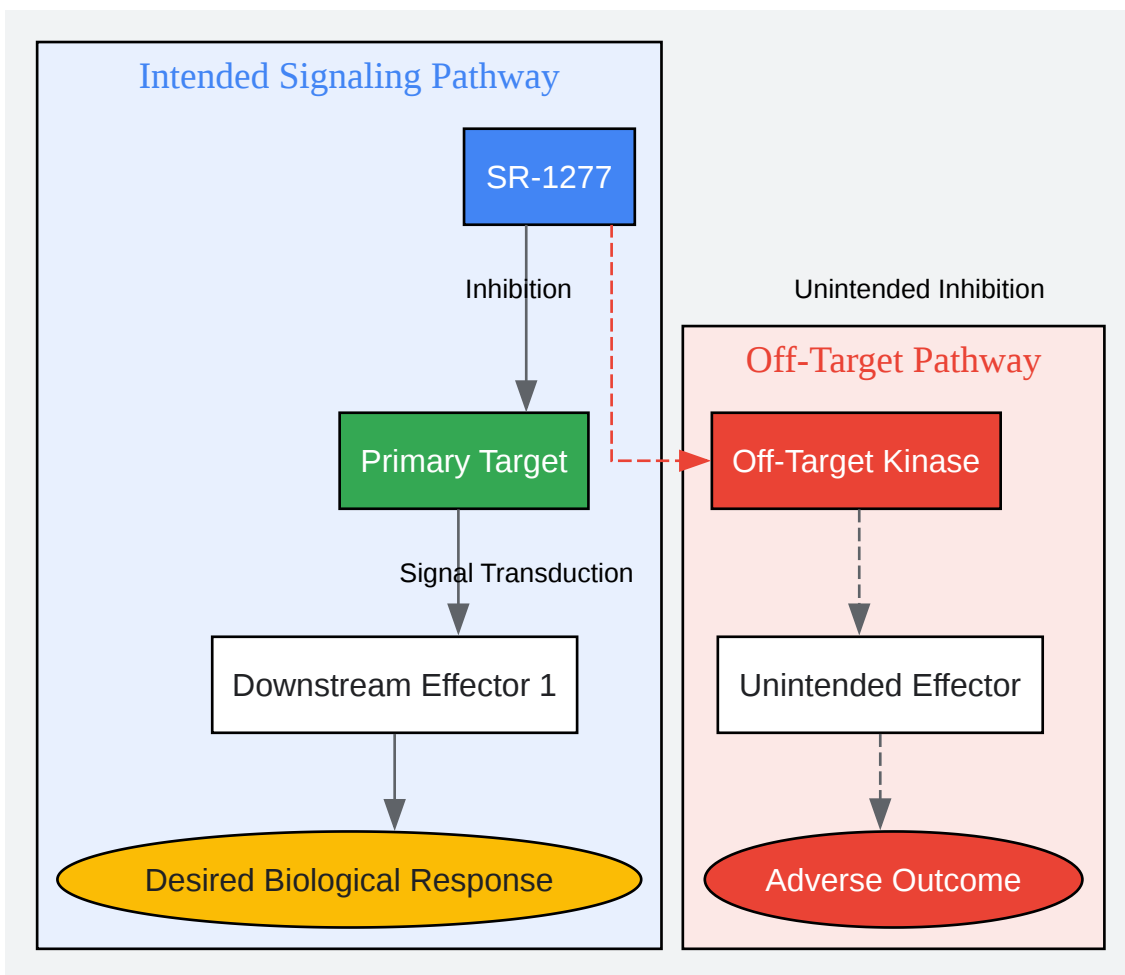 Intended Signaling Pathway
SR-1277
Inhibition
Unintended Inhibition
Off-Target Pathway
Primary Target
Off-Target Kinase
Signal Transduction
Downstream Effector 1
Unintended Effector
Desired Biological Response
Adverse Outcome